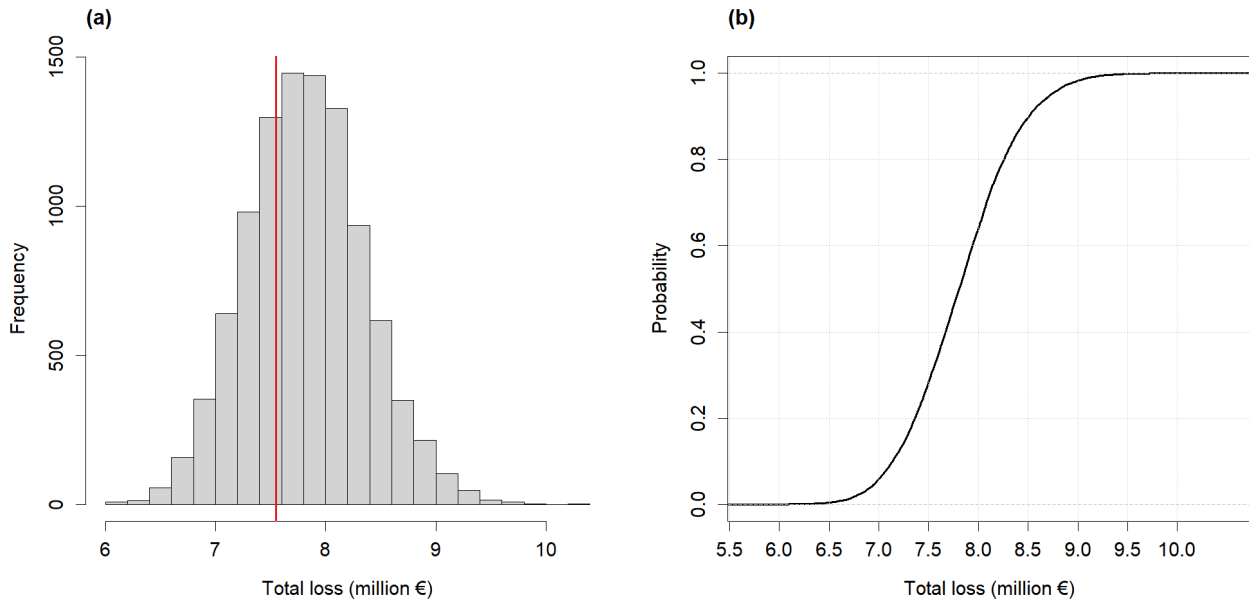 (a)
1500
1000
500
0
Frequency
6 7 8 9 10
Total loss (million €)
(b)
1.0
0.8
0.6
0.4
0.2
0.0
Probability
5.5 6.0 6.5 7.0 7.5 8.0 8.5 9.0 9.5 10.0
Total loss (million €)